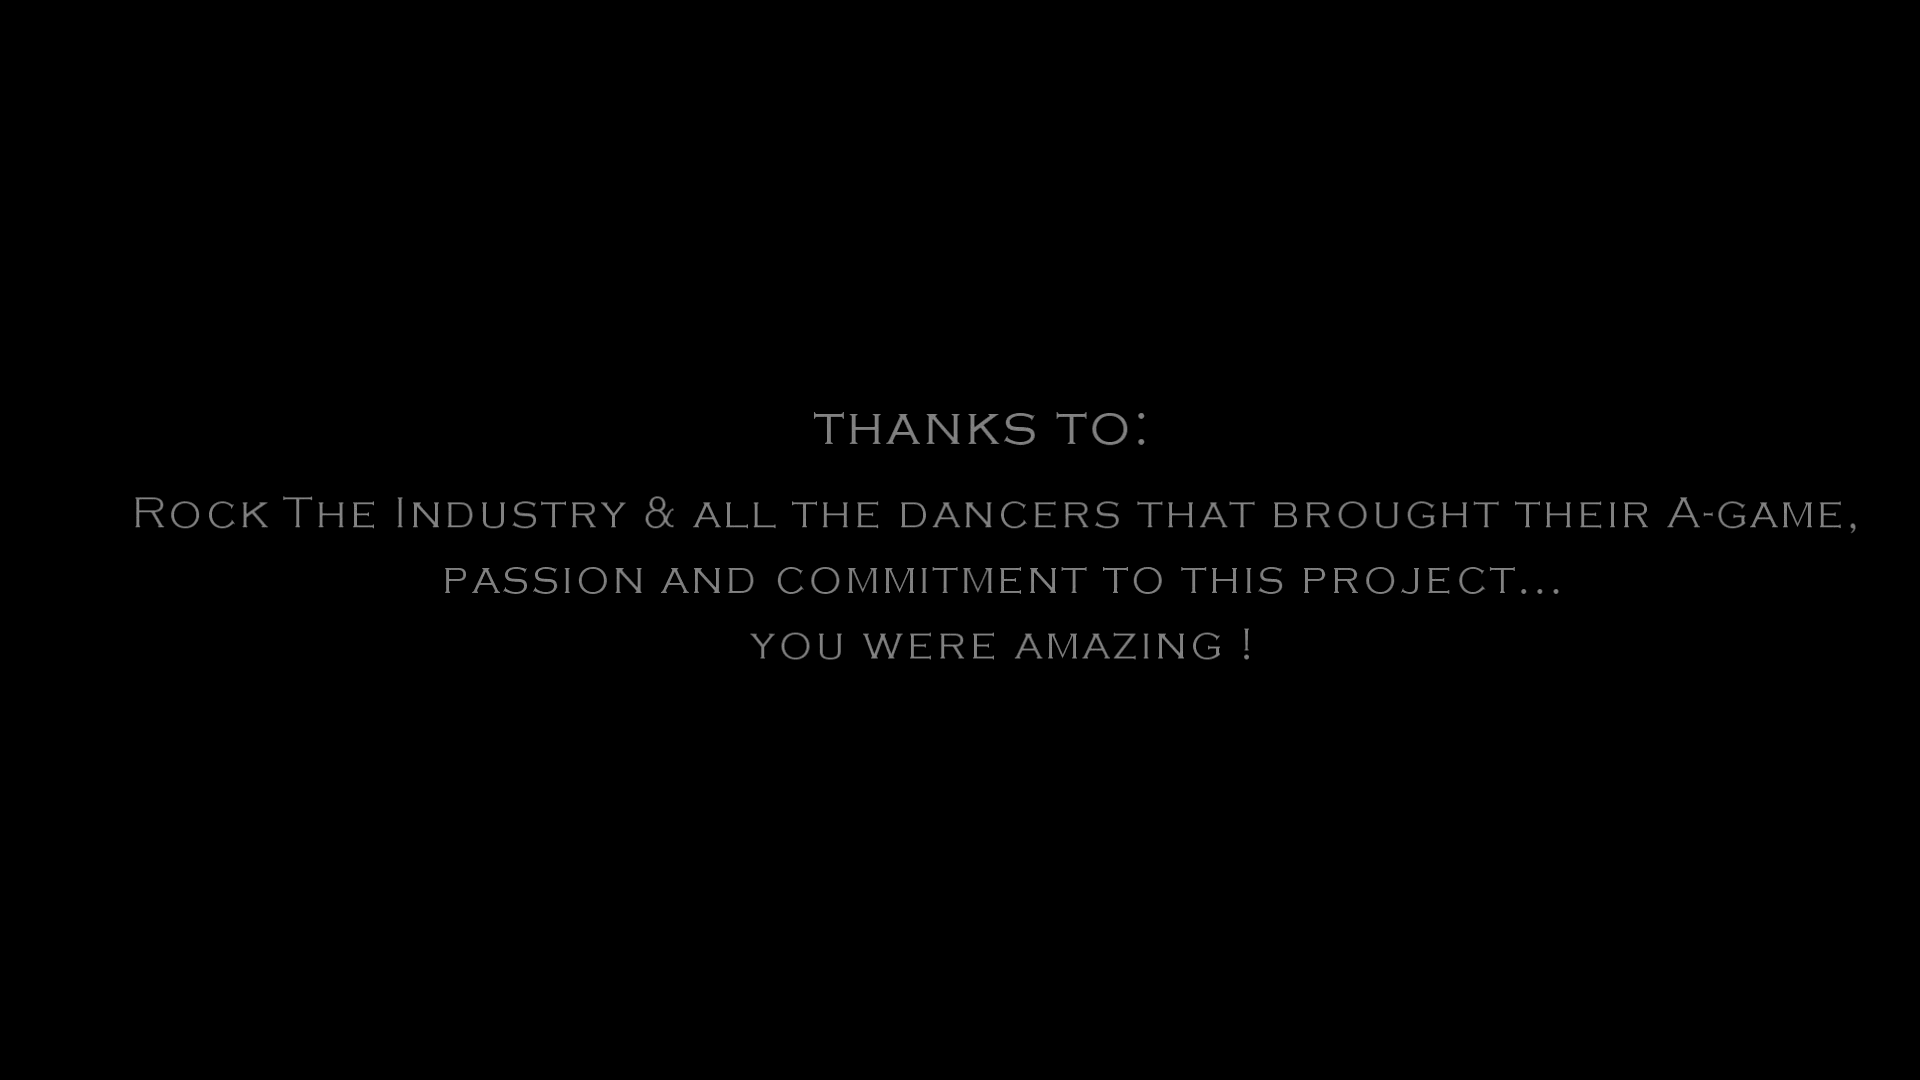 THANKS TO:
ROCK THE INDUSTRY & ALL THE DANCERS THAT BROUGHT THEIR A-GAME,
PASSION AND COMMITMENT TO THIS PROJECT...
YOU WERE AMAZING !